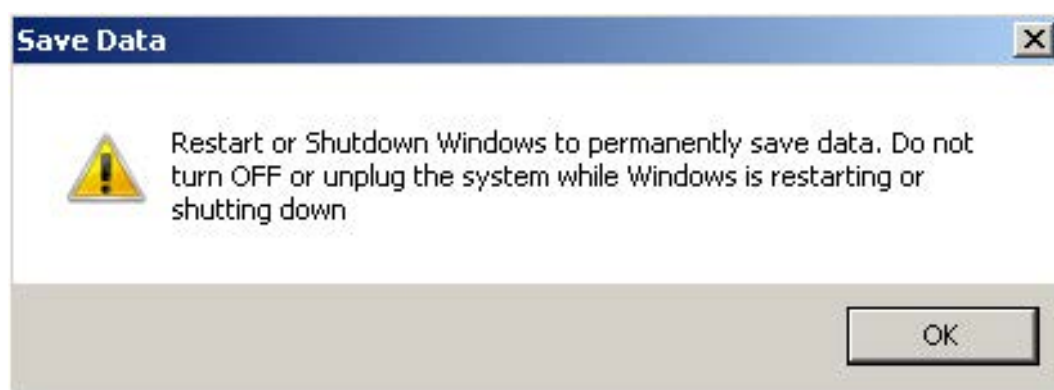 Save Data
Restart or Shutdown Windows to permanently save data. Do not
turn OFF or unplug the system while Windows is restarting or
shutting down
OK